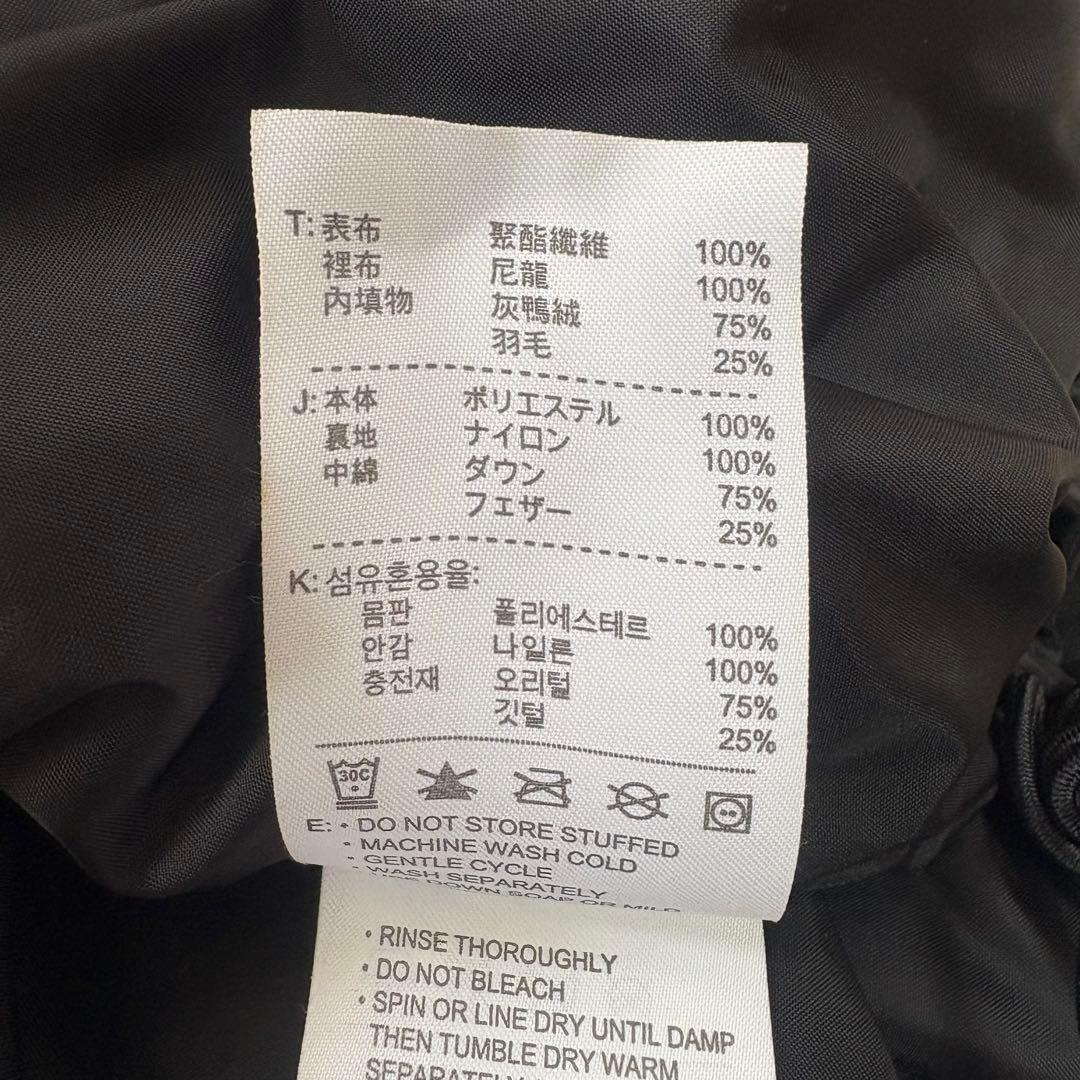 T: 表布 聚酯纖維 100%
裡布 尼龍 100%
內填物 灰鴨絨 75%
羽毛 25%
J: 本体 ポリエステル 100%
裏地 ナイロン 100%
中綿 ダウン 75%
フェザー 25%
K: 섬유혼용율:
몸판 폴리에스테르 100%
안감 나일론 100%
충전재 오리털 75%
깃털 25%
30C
E: • DO NOT STORE STUFFED
• MACHINE WASH COLD
• GENTLE CYCLE
• WASH SEPARATELY
DOWN SOAP OR MILD
• RINSE THOROUGHLY
• DO NOT BLEACH
• SPIN OR LINE DRY UNTIL DAMP
THEN TUMBLE DRY WARM
SEPARATELY